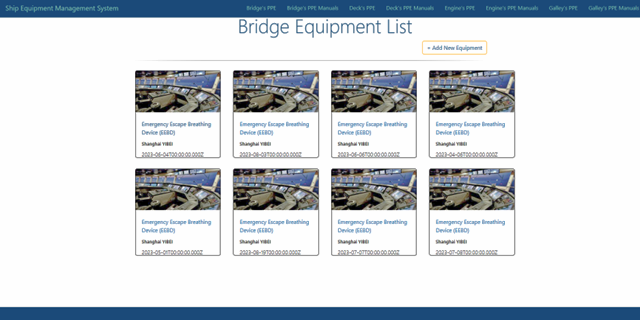 Ship Equipment Management System
Bridge's PPE Bridge's PPE Manuals Deck's PPE Deck's PPE Manuals Engine's PPE Engine's PPE Manuals Galley's PPE Galley's PPE Manuals
Bridge Equipment List
+ Add New Equipment
Emergency Escape Breathing
Device (EEBD)
Shanghai YIBEI
2023-06-04T00:00:00.000Z
Emergency Escape Breathing
Device (EEBD)
Shanghai YIBEI
2023-08-03T00:00:00.000Z
Emergency Escape Breathing
Device (EEBD)
Shanghai YIBEI
2023-06-06T00:00:00.000Z
Emergency Escape Breathing
Device (EEBD)
Shanghai YIBEI
2023-04-06T00:00:00.000Z
Emergency Escape Breathing
Device (EEBD)
Shanghai YIBEI
2023-05-01T00:00:00.000Z
Emergency Escape Breathing
Device (EEBD)
Shanghai YIBEI
2023-08-19T00:00:00.000Z
Emergency Escape Breathing
Device (EEBD)
Shanghai YIBEI
2023-07-07T00:00:00.000Z
Emergency Escape Breathing
Device (EEBD)
Shanghai YIBEI
2023-07-08T00:00:00.000Z